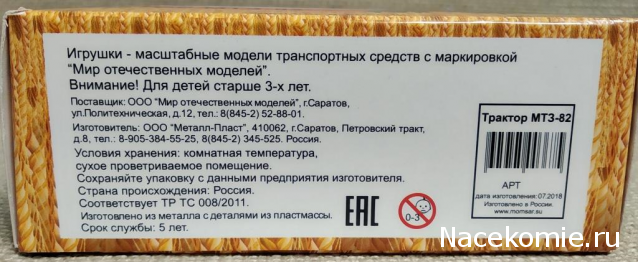 Игрушки - масштабные модели транспортных средств с маркировкой
"Мир отечественных моделей".
Внимание! Для детей старше 3-х лет.
Поставщик: ООО "Мир отечественных моделей", г.Саратов,
ул.Политехническая, д.12, тел.: 8(845-2) 52-88-01.
Изготовитель: ООО "Металл-Пласт", 410062, г.Саратов, Петровский тракт,
д.8, тел.: 8-905-384-55-25, 8(845-2) 345-525. Россия.
Условия хранения: комнатная температура,
сухое проветриваемое помещение.
Сохраняйте упаковку с данными предприятия изготовителя.
Страна происхождения: Россия.
Соответствует ТР ТС 008/2011.
Изготовлено из металла с деталями из пластмассы.
Срок службы: 5 лет.
EAC
0-3
Трактор МТЗ-82
АРТ
дата изготовления:07.2018
Изготовлено в России.
www.momsar.ru
Nacekomie.ru